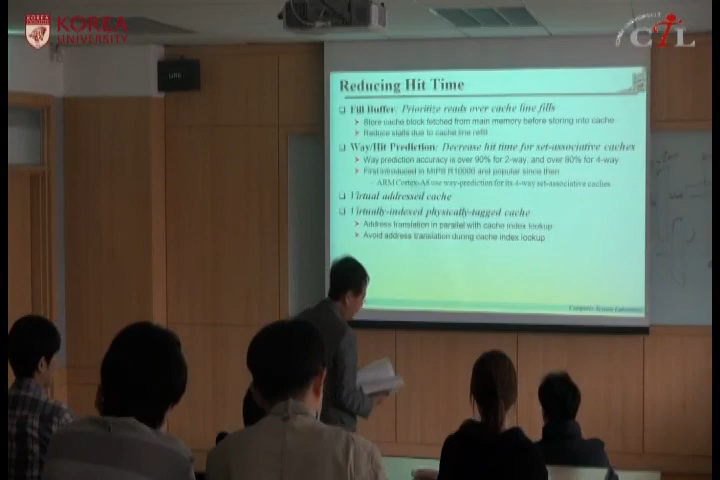 KOREA
UNIVERSITY
CTL
Reducing Hit Time
Fill Buffer: Prioritize reads over cache line fills
Store cache block fetched from main memory before storing into cache
Reduce stalls due to cache line refill
Way/Hit Prediction: Decrease hit time for set-associative caches
Way prediction accuracy is over 90% for 2-way, and over 80% for 4-way
First introduced in MIPS R10000 and popular since then
ARM Cortex-A8 use way-prediction for its 4-way set-associative caches
Virtual addressed cache
Virtually-indexed physically-tagged cache
Address translation in parallel with cache index lookup
Avoid address translation during cache index lookup
Computer System Laboratory